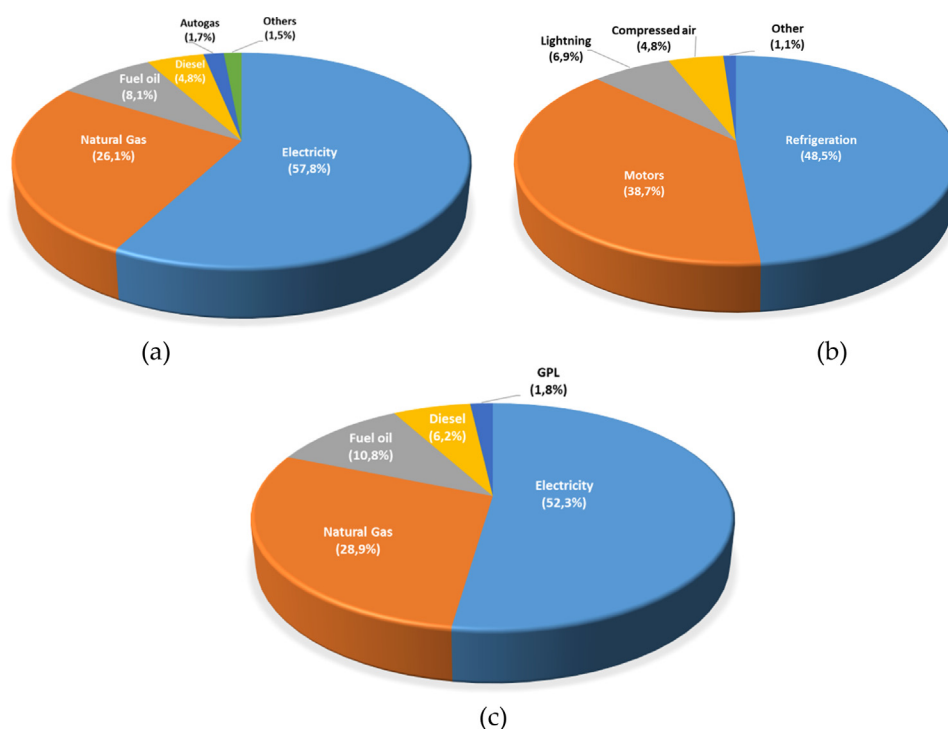 Autogas
(1,7%)
Others
(1,5%)
Diesel
(4,8%)
Fuel oil
(8,1%)
Natural Gas
(26,1%)
Electricity
(57,8%)
(a)
Lightning
(6,9%)
Compressed air
(4,8%)
Other
(1,1%)
Refrigeration
(48,5%)
Motors
(38,7%)
(b)
GPL
(1,8%)
Diesel
(6,2%)
Fuel oil
(10,8%)
Electricity
(52,3%)
Natural Gas
(28,9%)
(c)